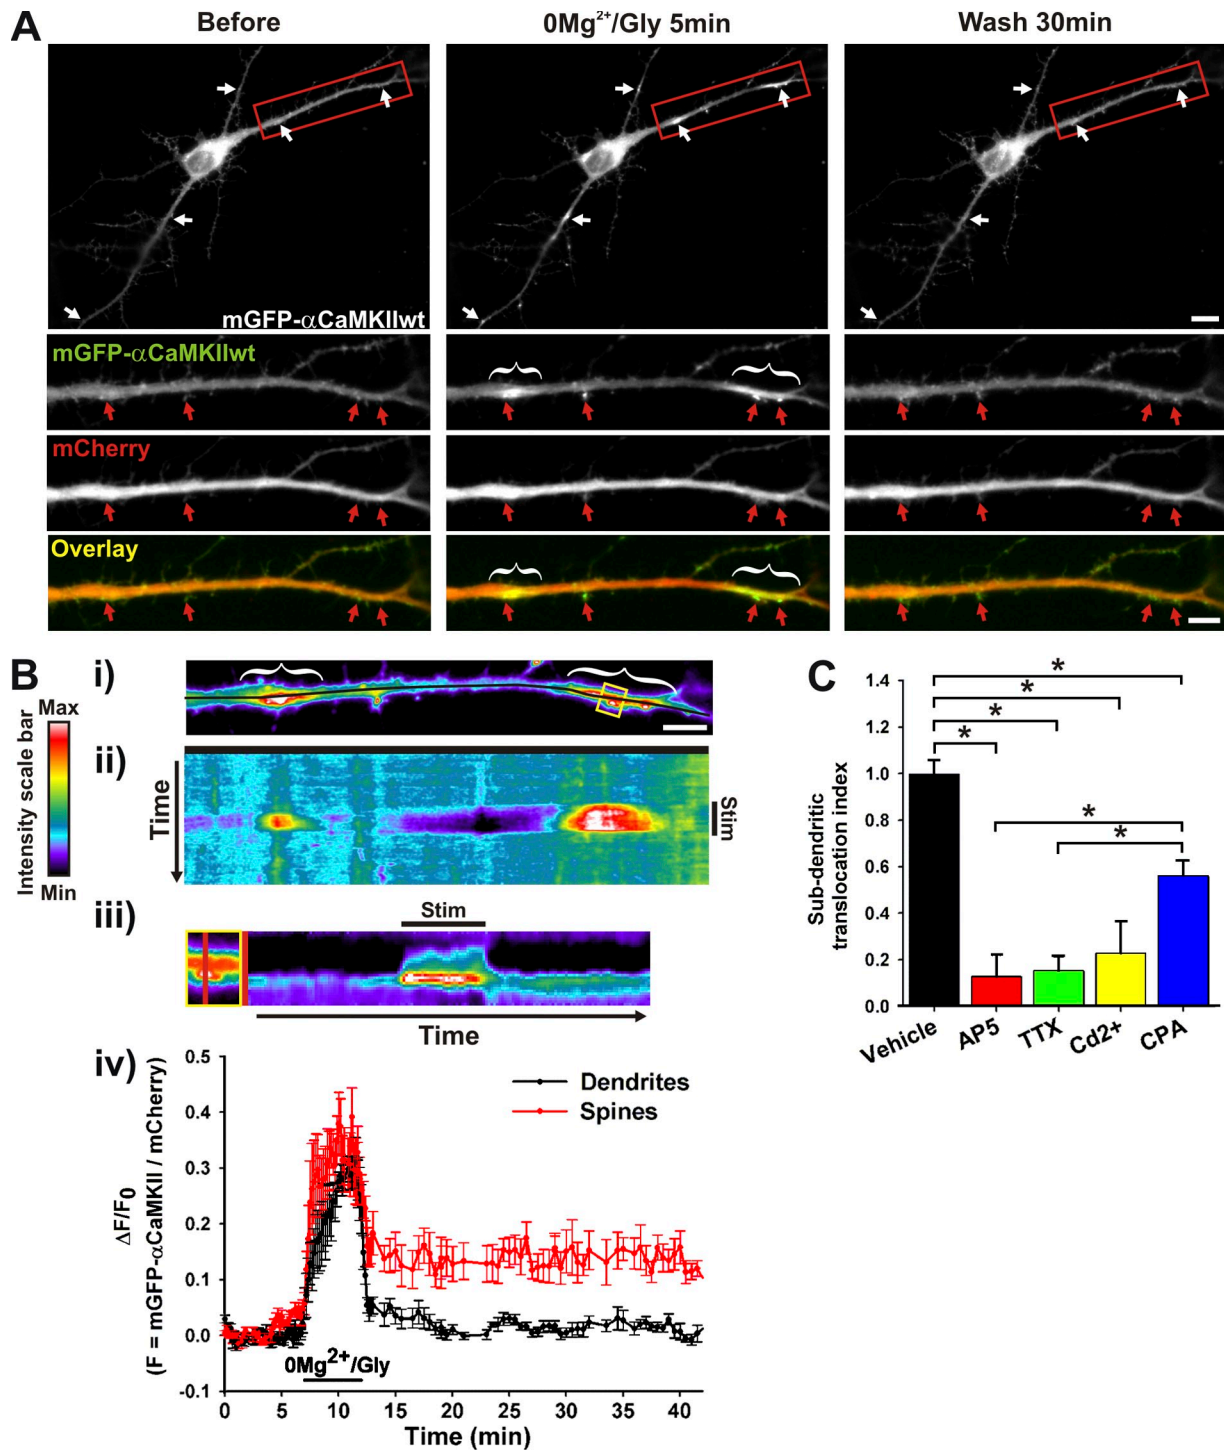 A
Before
0Mg²⁺/Gly 5min
Wash 30min
mGFP-αCaMKIIwt
mGFP-αCaMKIIwt
mCherry
Overlay
B
Intensity scale bar
Max
Min
i)
ii)
Time
Stim
iii)
Stim
Time
iv)
ΔF/F₀
(F = mGFP-αCaMKII / mCherry)
0.5
0.4
0.3
0.2
0.1
0.0
-0.1
Dendrites
Spines
0Mg²⁺/Gly
0 5 10 15 20 25 30 35 40
Time (min)
C
Sub-dendritic
translocation index
1.4
1.2
1.0
0.8
0.6
0.4
0.2
0.0
*
*
*
*
*
*
Vehicle AP5 TTX Cd2+ CPA